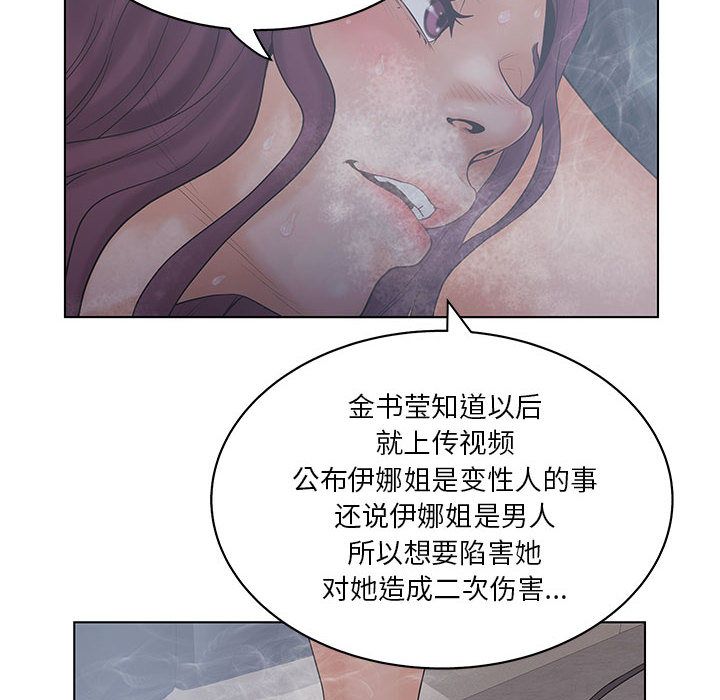 金书莹知道以后
就上传视频
公布伊娜姐是变性人的事
还说伊娜姐是男人
所以想要陷害她
对她造成二次伤害...